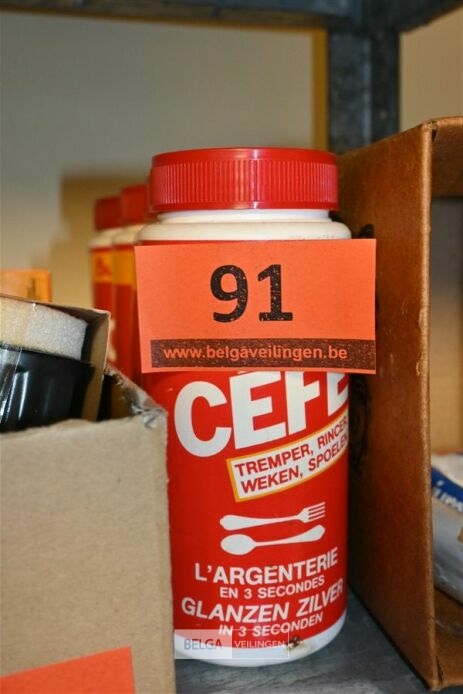 91
www.belgaveilingen.be
CEFE
TREMPER, RINCER
WEKEN, SPOELEN
L'ARGENTERIE
EN 3 SECONDES
GLANZEN ZILVER
IN 3 SECONDEN
BELGA VEILINGEN